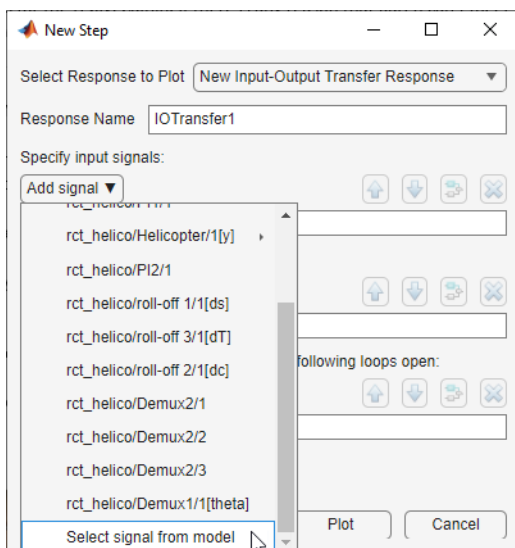 New Step
Select Response to Plot New Input-Output Transfer Response
Response Name IOTransfer1
Specify input signals:
Add signal ▼
rct_helico/Helicopter/1[y]
rct_helico/PI2/1
rct_helico/roll-off 1/1[ds]
rct_helico/roll-off 3/1[dT]
rct_helico/roll-off 2/1[dc]
following loops open:
rct_helico/Demux2/1
rct_helico/Demux2/2
rct_helico/Demux2/3
rct_helico/Demux1/1[theta]
Select signal from model
Plot Cancel